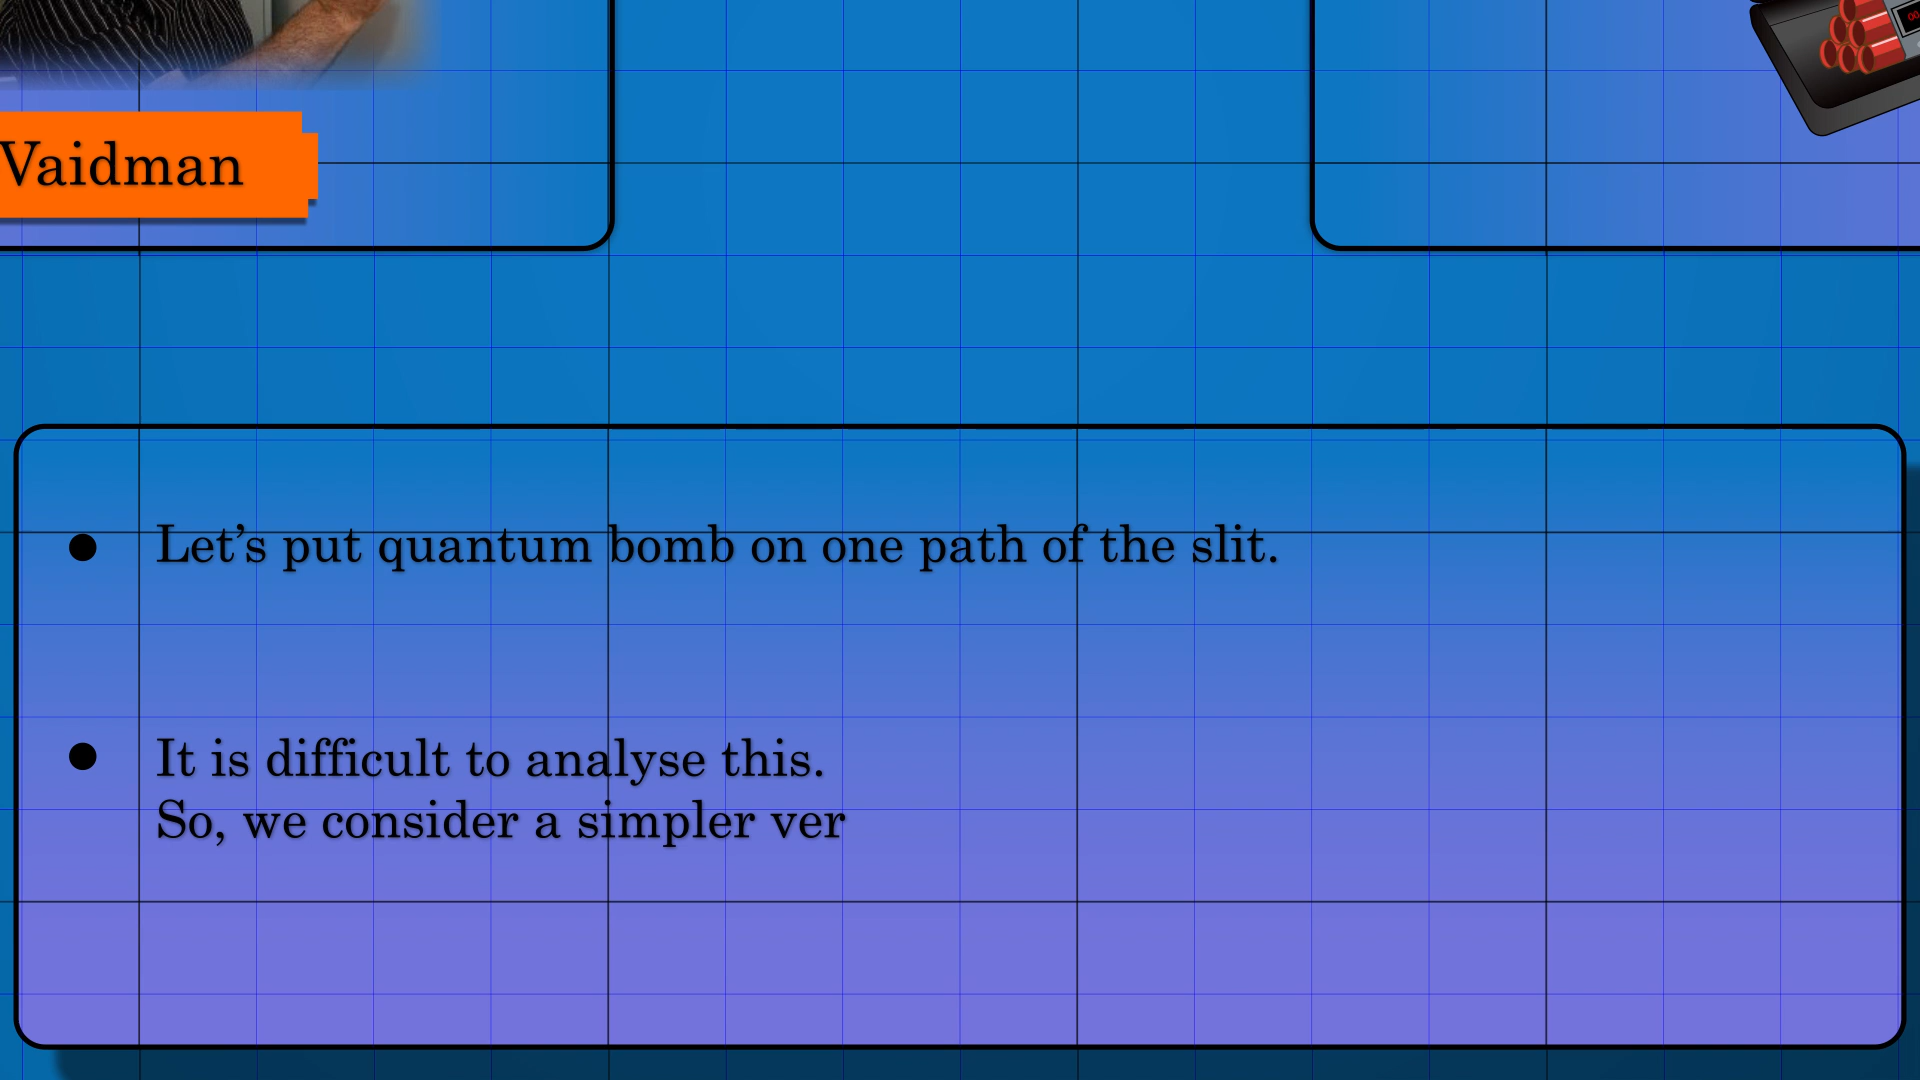 Vaidman
Let’s put quantum bomb on one path of the slit.
It is difficult to analyse this.
So, we consider a simpler ver